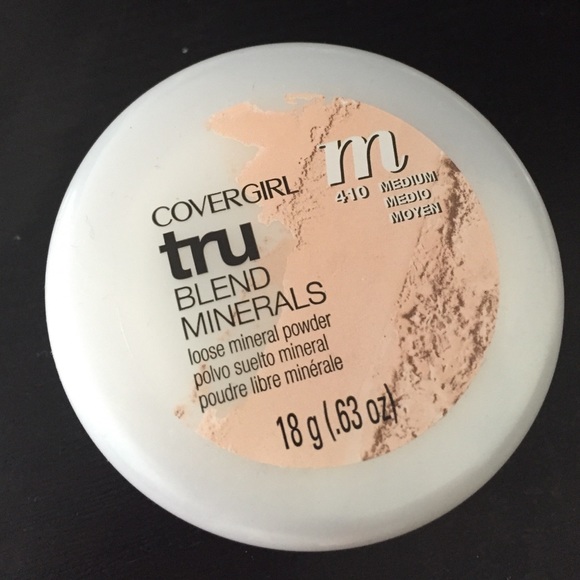 COVERGIRL
tru
BLEND
MINERALS
loose mineral powder
polvo suelto mineral
poudre libre minérale
18 g (.63 oz)
m
410 MEDIUM
MEDIO
MOYEN